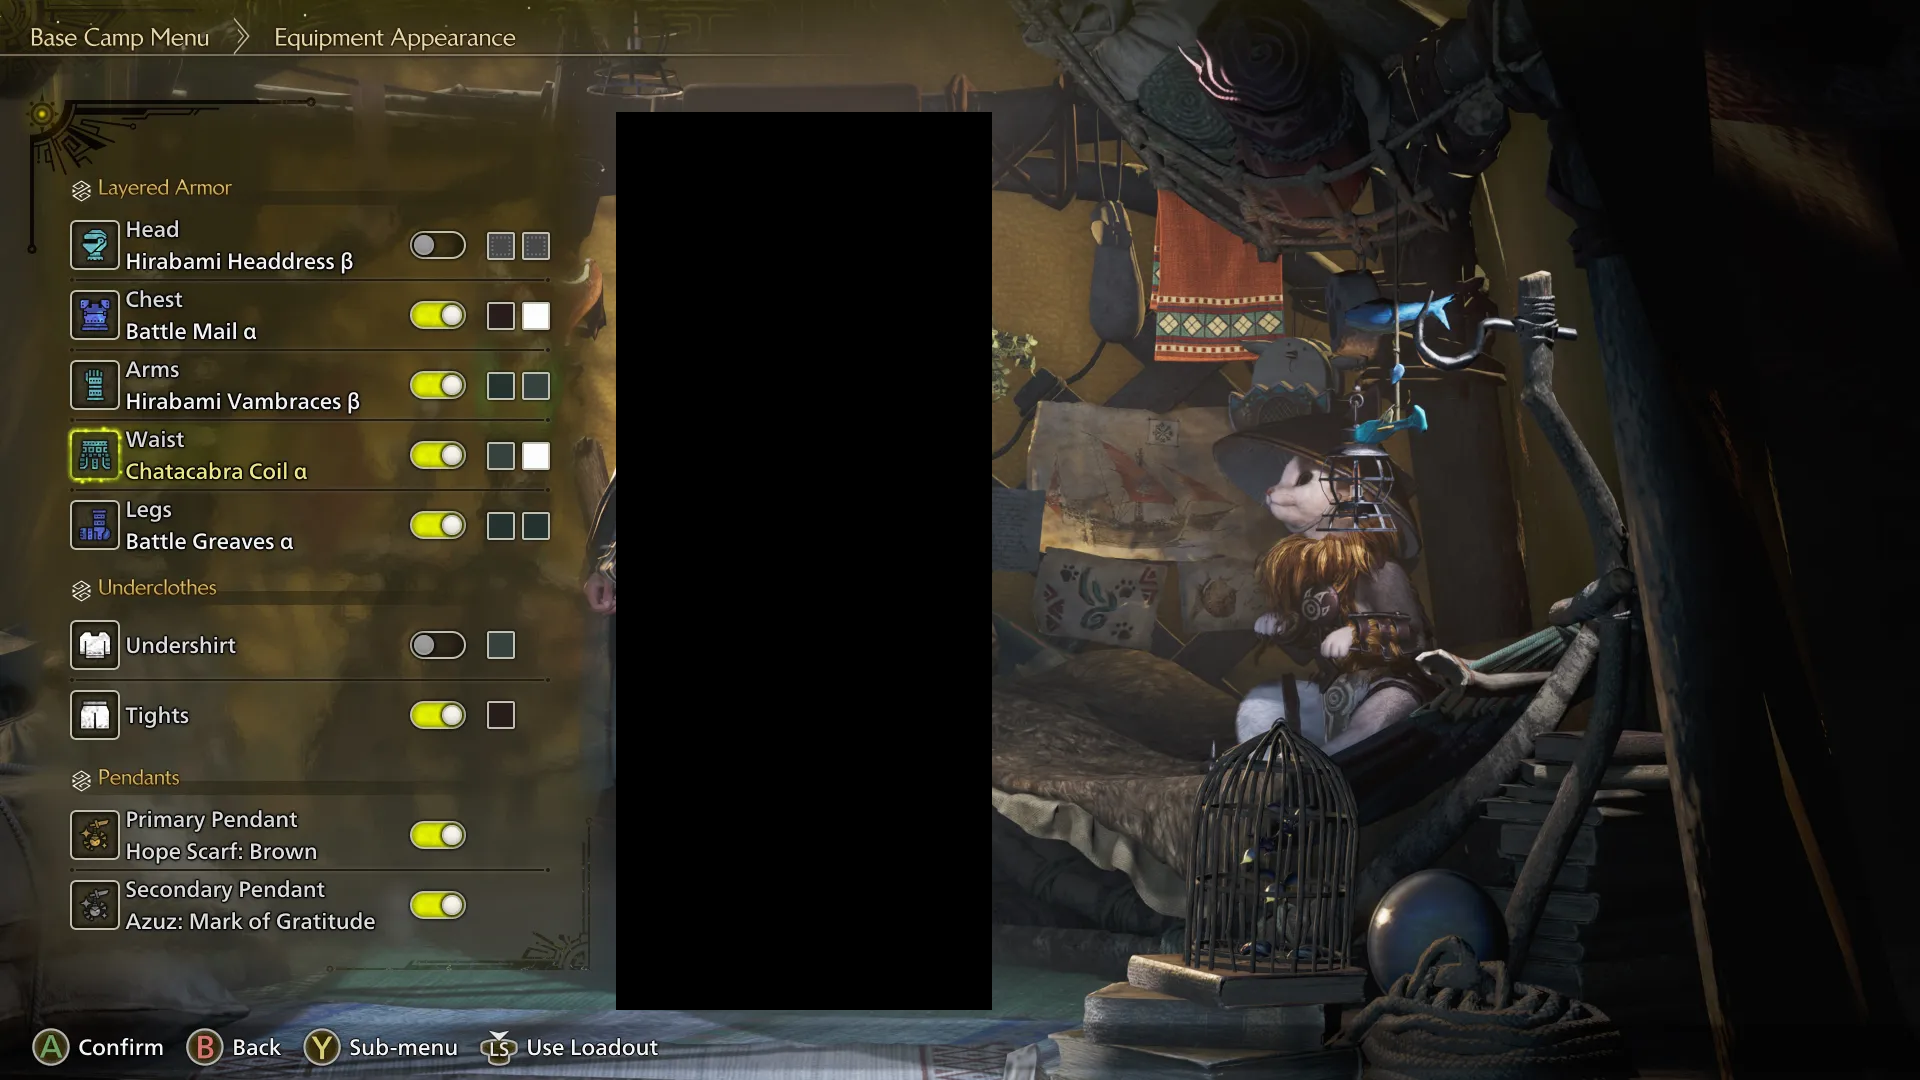 Base Camp Menu
Equipment Appearance
Layered Armor
Head
Hirabami Headdress β
Chest
Battle Mail α
Arms
Hirabami Vambraces β
Waist
Chatacabra Coil α
Legs
Battle Greaves α
Underclothes
Undershirt
Tights
Pendants
Primary Pendant
Hope Scarf: Brown
Secondary Pendant
Azuz: Mark of Gratitude
A Confirm B Back Y Sub-menu LS Use Loadout